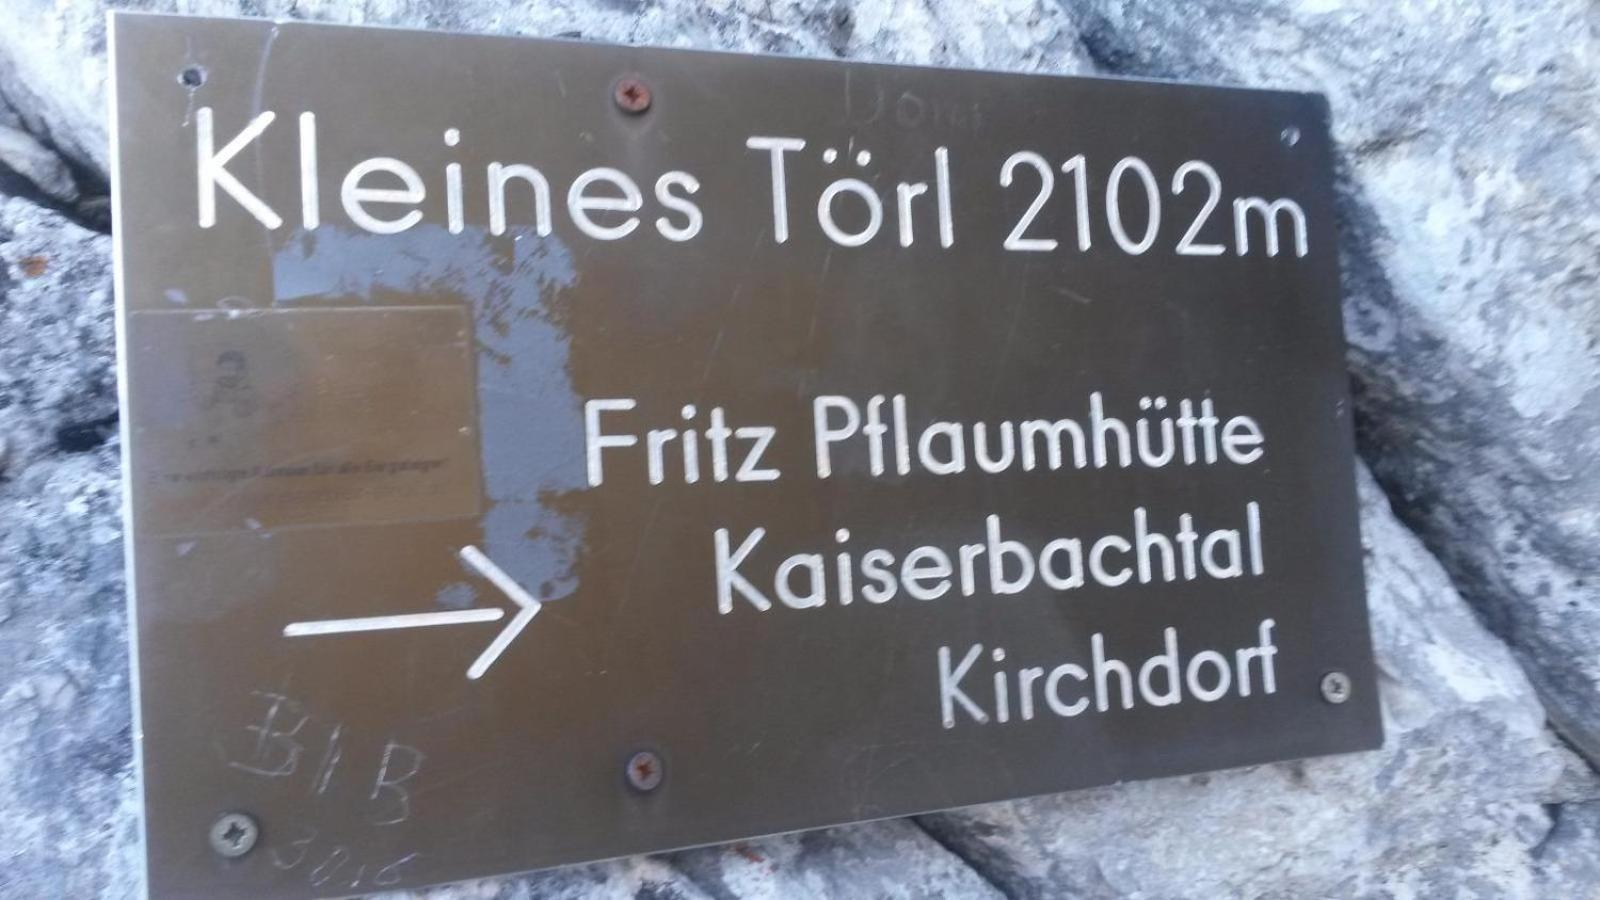 Kleines Törl 2102m
Fritz Pflaumhütte
Kaiserbachtal
Kirchdorf
B I B